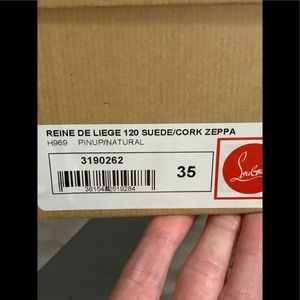 REINE DE LIEGE 120 SUEDE/CORK ZEPPA
H969 PINUP/NATURAL
3190262
35